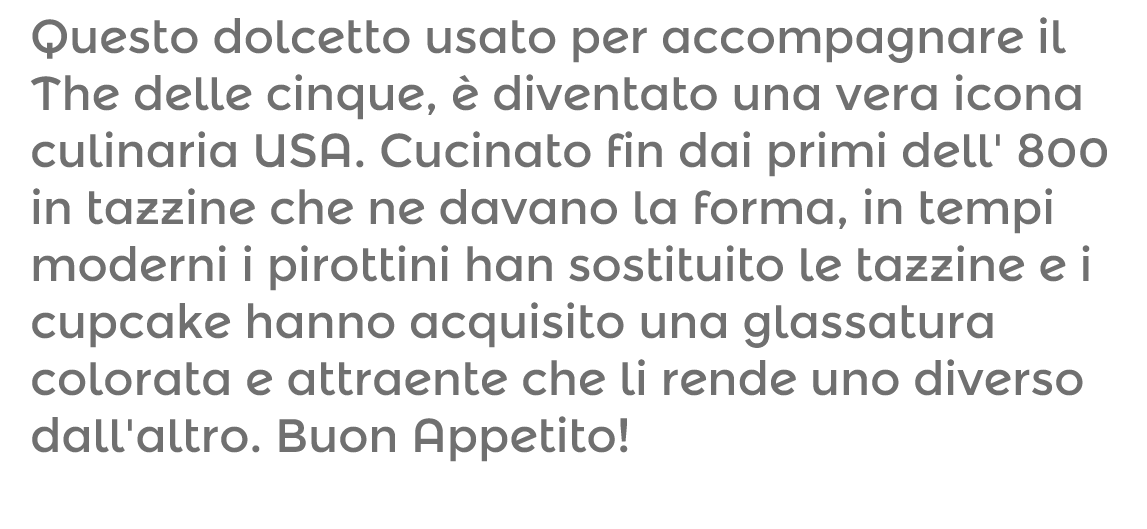 Questo dolcetto usato per accompagnare il
The delle cinque, è diventato una vera icona
culinaria USA. Cucinato fin dai primi dell' 800
in tazzine che ne davano la forma, in tempi
moderni i pirottini han sostituito le tazzine e i
cupcake hanno acquisito una glassatura
colorata e attraente che li rende uno diverso
dall'altro. Buon Appetito!